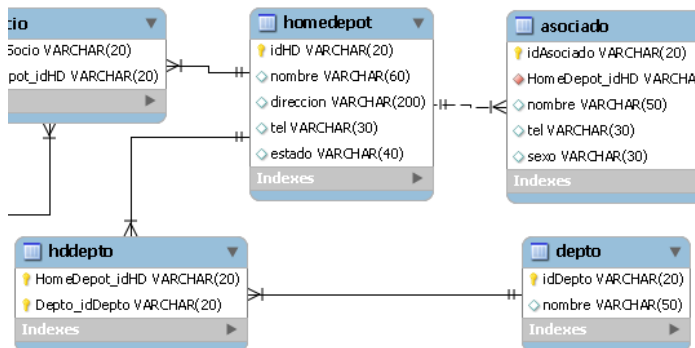 cio
Socio VARCHAR(20)
pot_idHD VARCHAR(20)
homedepot
idHD VARCHAR(20)
nombre VARCHAR(60)
direccion VARCHAR(200)
tel VARCHAR(30)
estado VARCHAR(40)
Indexes
asociado
idAsociado VARCHAR(20)
HomeDepot_idHD VARCHA
nombre VARCHAR(50)
tel VARCHAR(30)
sexo VARCHAR(30)
Indexes
hddepto
HomeDepot_idHD VARCHAR(20)
Depto_idDepto VARCHAR(20)
Indexes
depto
idDepto VARCHAR(20)
nombre VARCHAR(50)
Indexes